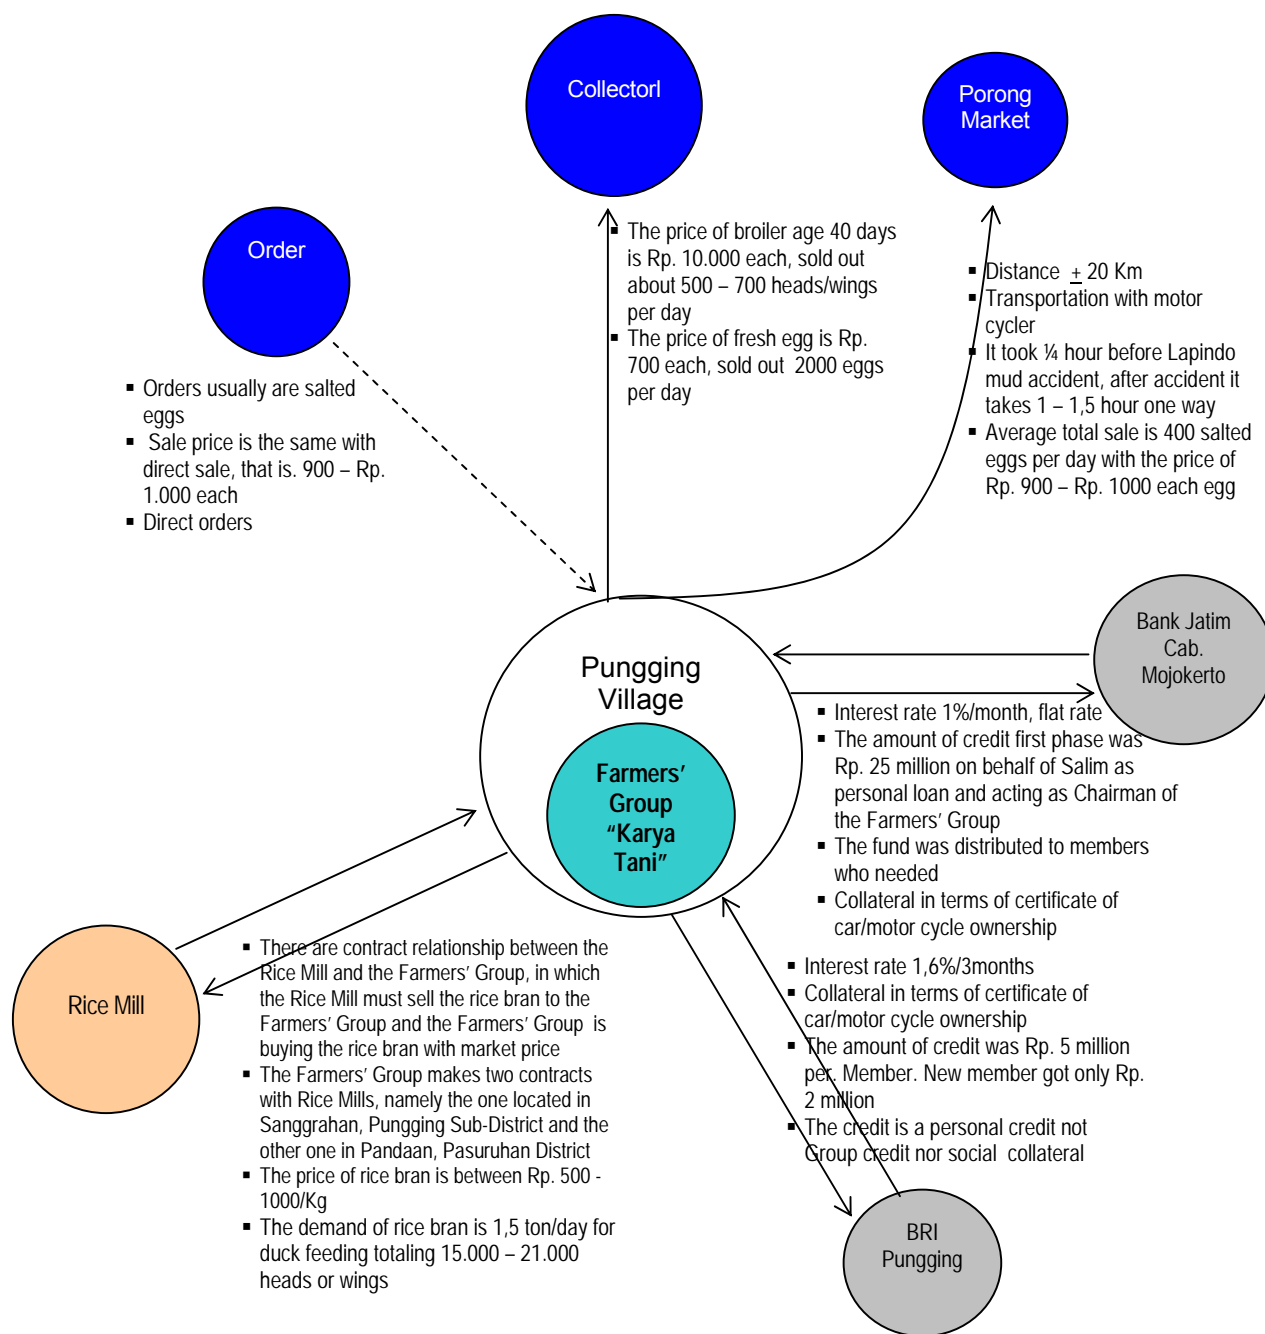 Collectorl
Porong
Market
Order
▪ The price of broiler age 40 days
is Rp. 10.000 each, sold out
about 500 – 700 heads/wings
per day
▪ The price of fresh egg is Rp.
700 each, sold out  2000 eggs
per day
▪ Distance  + 20 Km
▪ Transportation with motor
cycler
▪ It took ¼ hour before Lapindo
mud accident, after accident it
takes 1 – 1,5 hour one way
▪ Average total sale is 400 salted
eggs per day with the price of
Rp. 900 – Rp. 1000 each egg
▪ Orders usually are salted
eggs
▪ Sale price is the same with
direct sale, that is. 900 – Rp.
1.000 each
▪ Direct orders
Bank Jatim
Cab.
Mojokerto
Pungging
Village
Farmers’
Group
“Karya
Tani”
▪ Interest rate 1%/month, flat rate
▪ The amount of credit first phase was
Rp. 25 million on behalf of Salim as
personal loan and acting as Chairman of
the Farmers’ Group
▪ The fund was distributed to members
who needed
▪ Collateral in terms of certificate of
car/motor cycle ownership
Rice Mill
▪ There are contract relationship between the
Rice Mill and the Farmers’ Group, in which
the Rice Mill must sell the rice bran to the
Farmers’ Group and the Farmers’ Group  is
buying the rice bran with market price
▪ The Farmers’ Group makes two contracts
with Rice Mills, namely the one located in
Sanggrahan, Pungging Sub-District and the
other one in Pandaan, Pasuruhan District
▪ The price of rice bran is between Rp. 500 -
1000/Kg
▪ The demand of rice bran is 1,5 ton/day for
duck feeding totaling 15.000 – 21.000
heads or wings
▪ Interest rate 1,6%/3months
▪ Collateral in terms of certificate of
car/motor cycle ownership
▪ The amount of credit was Rp. 5 million
per. Member. New member got only Rp.
2 million
▪ The credit is a personal credit not
Group credit nor social  collateral
BRI
Pungging